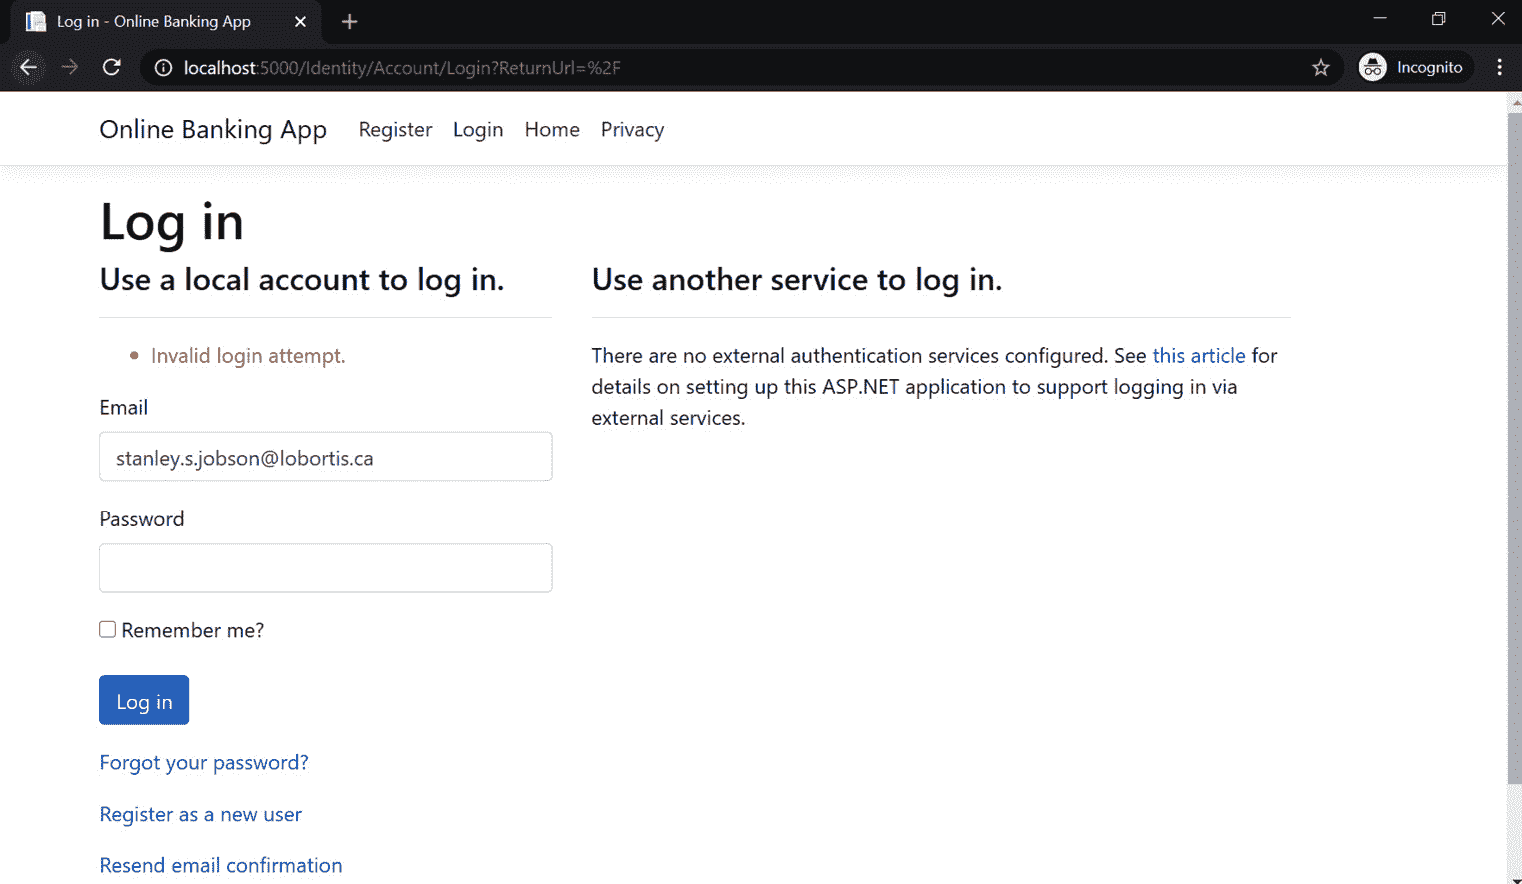 Log in - Online Banking App
localhost:5000/Identity/Account/Login?ReturnUrl=%2F
Incognito
Online Banking App Register Login Home Privacy
Log in
Use a local account to log in.
Invalid login attempt.
Email
stanley.s.jobson@lobortis.ca
Password
Remember me?
Log in
Forgot your password?
Register as a new user
Resend email confirmation
Use another service to log in.
There are no external authentication services configured. See this article for
details on setting up this ASP.NET application to support logging in via
external services.